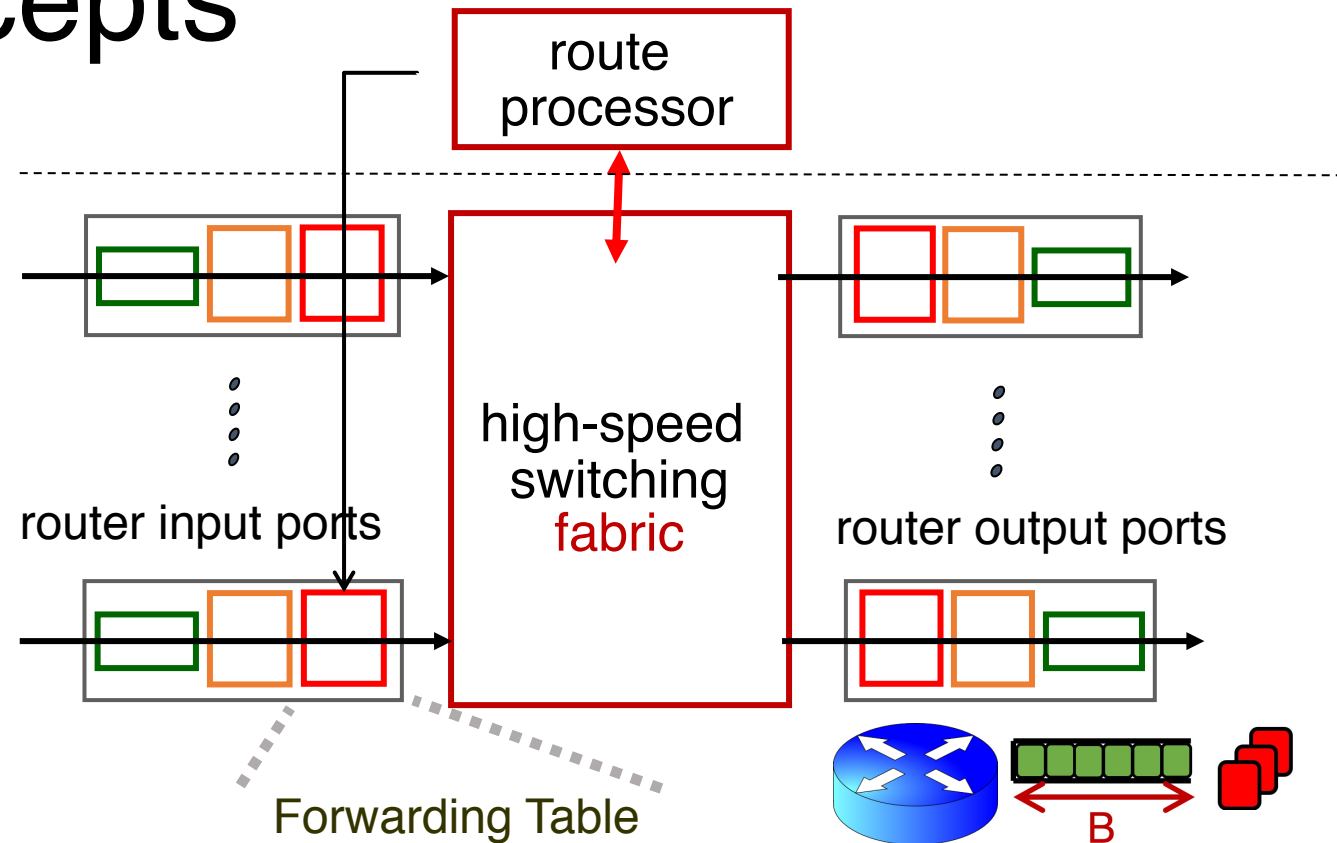 cepts
route
processor
high-speed
switching
fabric
router input ports
router output ports
Forwarding Table
B